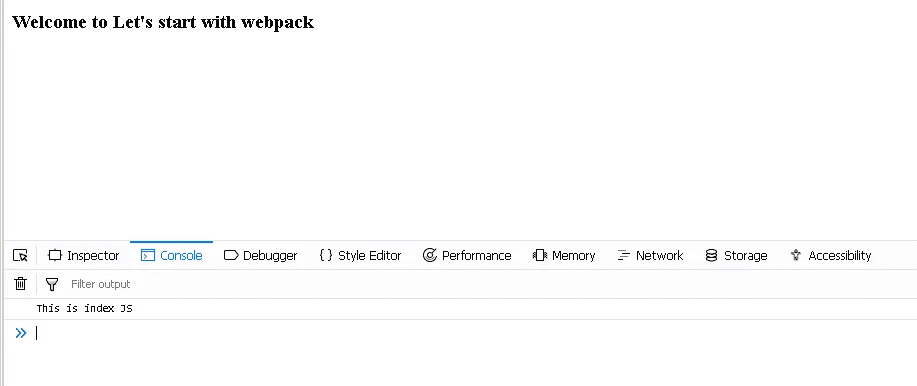 Welcome to Let's start with webpack
Inspector Console Debugger {} Style Editor Performance Memory Network Storage Accessibility
Filter output
This is index JS
»